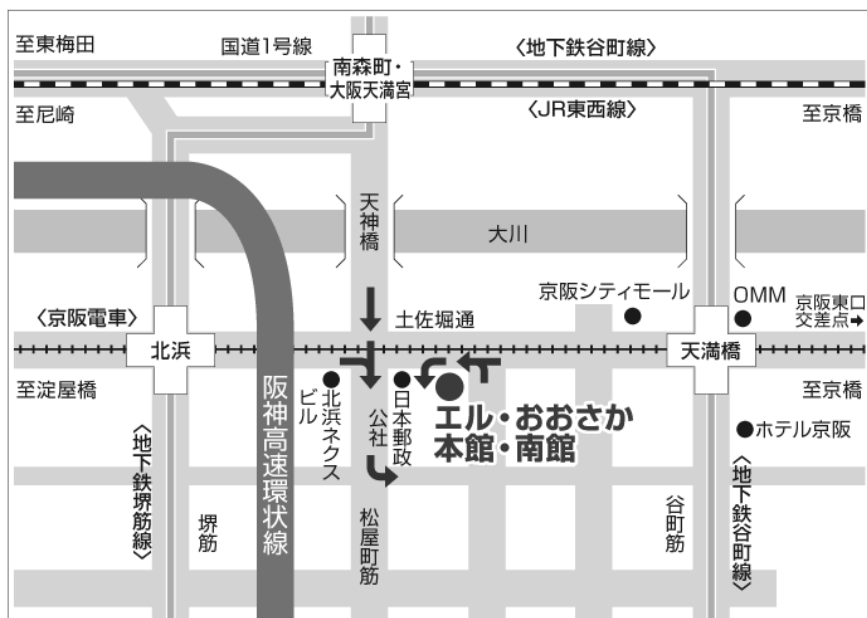 至東梅田
国道1号線
〈地下鉄谷町線〉
南森町・
大阪天満宮
至尼崎
〈JR東西線〉
至京橋
天神橋
大川
京阪シティモール
OMM
京阪東口
交差点➡
〈京阪電車〉
土佐堀通
北浜
天満橋
至淀屋橋
至京橋
阪神高速環状線
北浜ネクス
ビル
公社
日本郵政
エル・おおさか
本館・南館
ホテル京阪
〈地下鉄堺筋線〉
堺筋
松屋町筋
谷町筋
〈地下鉄谷町線〉